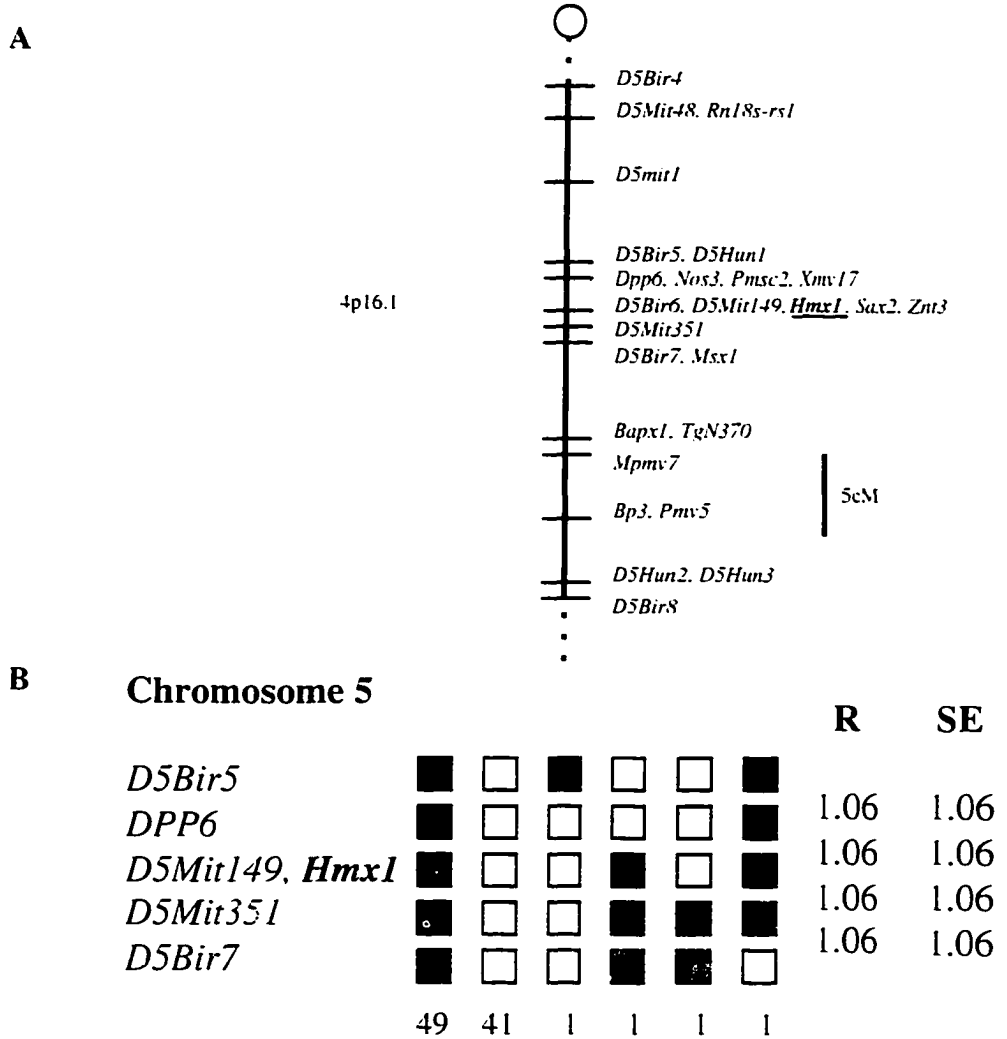 A
D5Bir4
D5Mit48, Rn18s-rs1
D5mit1
D5Bir5, D5Hun1
Dpp6, Nos3, Pmsc2, Xmv17
4p16.1
D5Bir6, D5Mit149, Hmx1, Sax2, Znt3
D5Mit351
D5Bir7, Msx1
Bapx1, TgN370
Mpmv7
5cM
Bp3, Pmv5
D5Hun2, D5Hun3
D5Bir8
B
Chromosome 5
R SE
D5Bir5
1.06 1.06
DPP6
1.06 1.06
D5Mit149, Hmx1
1.06 1.06
D5Mit351
1.06 1.06
D5Bir7
49 41 1 1 1 1